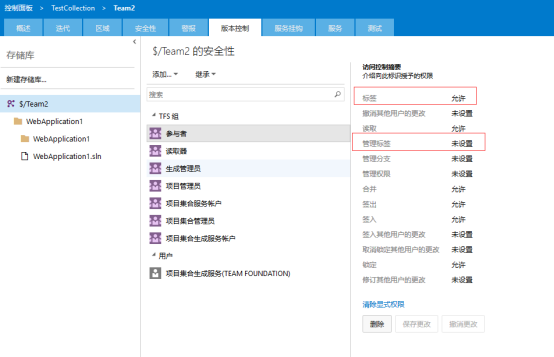 控制面板 > TestCollection > Team2
概述 迭代 区域 安全性 警报 版本控制 服务挂钩 服务 测试
存储库
新建存储库...
$/Team2
WebApplication1
WebApplication1
WebApplication1.sln
$/Team2 的安全性
添加... 继承
搜索
TFS 组
参与者
读取器
生成管理员
项目管理员
项目集合服务帐户
项目集合管理员
项目集合生成服务帐户
用户
项目集合生成服务(TEAM FOUNDATION)
访问控制摘要
介绍向此标识授予的权限
标签 允许
撤消其他用户的更改 未设置
读取 允许
管理标签 未设置
管理分支 未设置
管理权限 未设置
合并 允许
签出 允许
签入 允许
签入其他用户的更改 未设置
取消锁定其他用户的更改 未设置
锁定 允许
修订其他用户的更改 未设置
清除显式权限
删除 保存更改 撤消更改